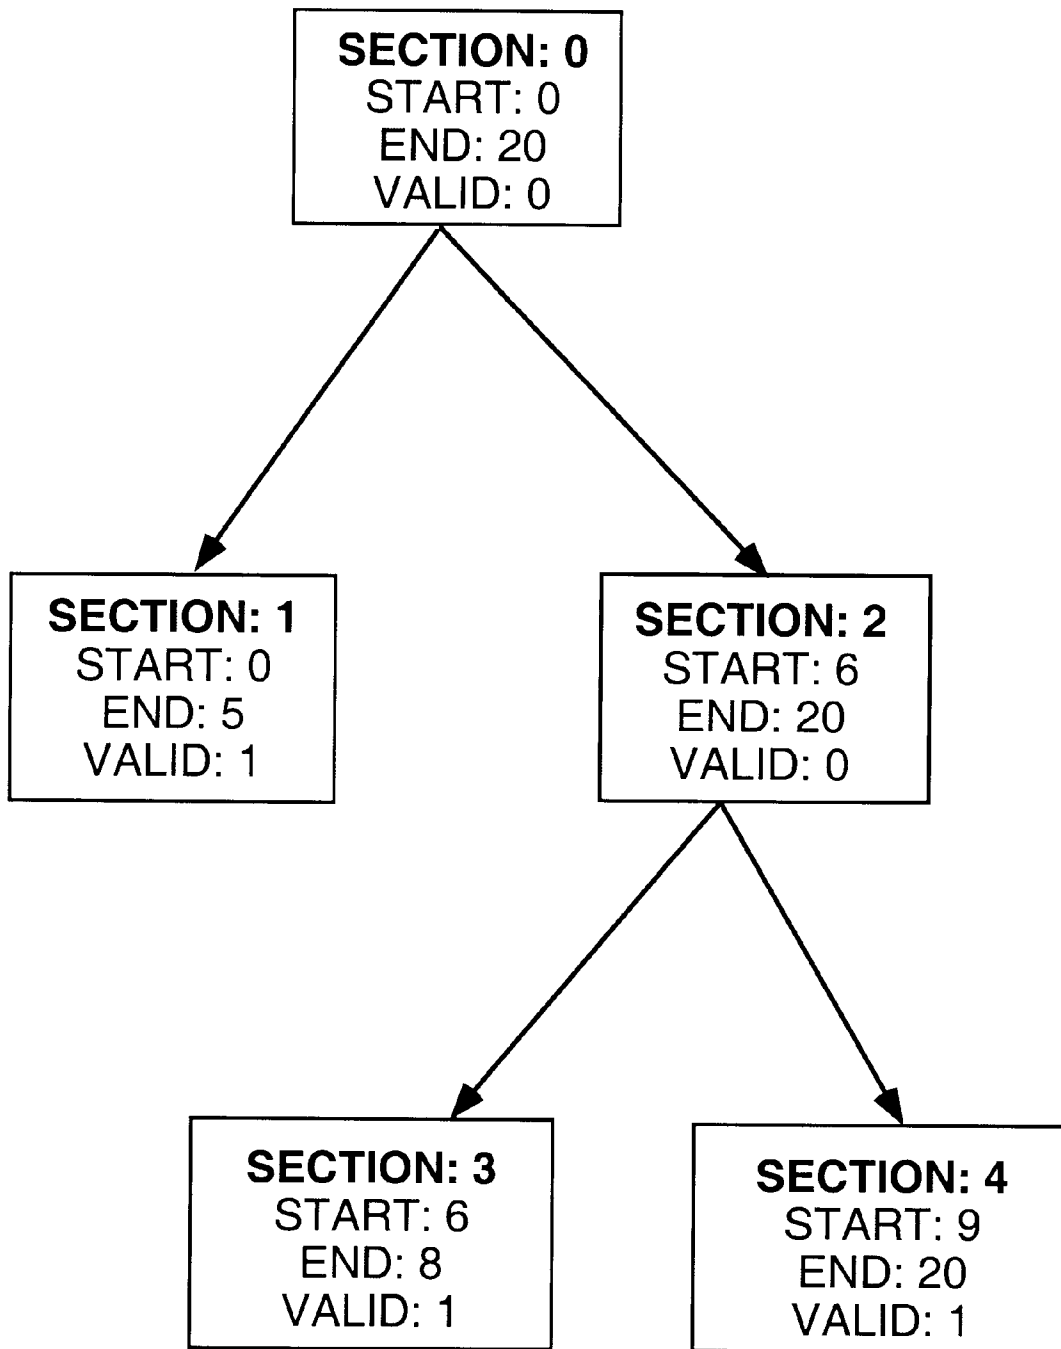 SECTION: 0
START: 0
END: 20
VALID: 0
SECTION: 1
START: 0
END: 5
VALID: 1
SECTION: 2
START: 6
END: 20
VALID: 0
SECTION: 3
START: 6
END: 8
VALID: 1
SECTION: 4
START: 9
END: 20
VALID: 1